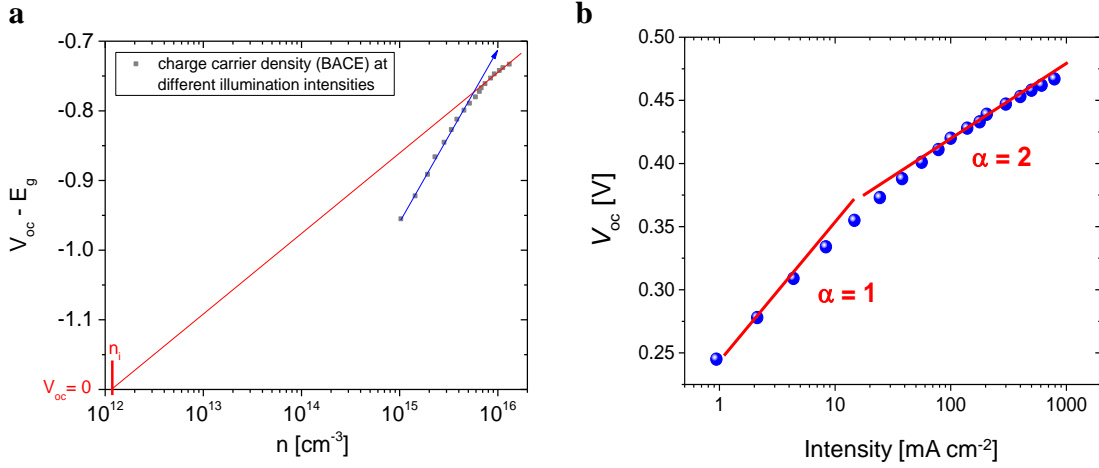 a
-0.7
-0.8
-0.9
-1.0
-1.1
V_oc - E_g
charge carrier density (BACE) at
different illumination intensities
n_i
V_oc = 0
10^12
10^13
10^14
10^15
10^16
n [cm^-3]
b
0.50
0.45
0.40
0.35
0.30
0.25
V_oc [V]
α = 2
α = 1
1
10
100
1000
Intensity [mA cm^-2]